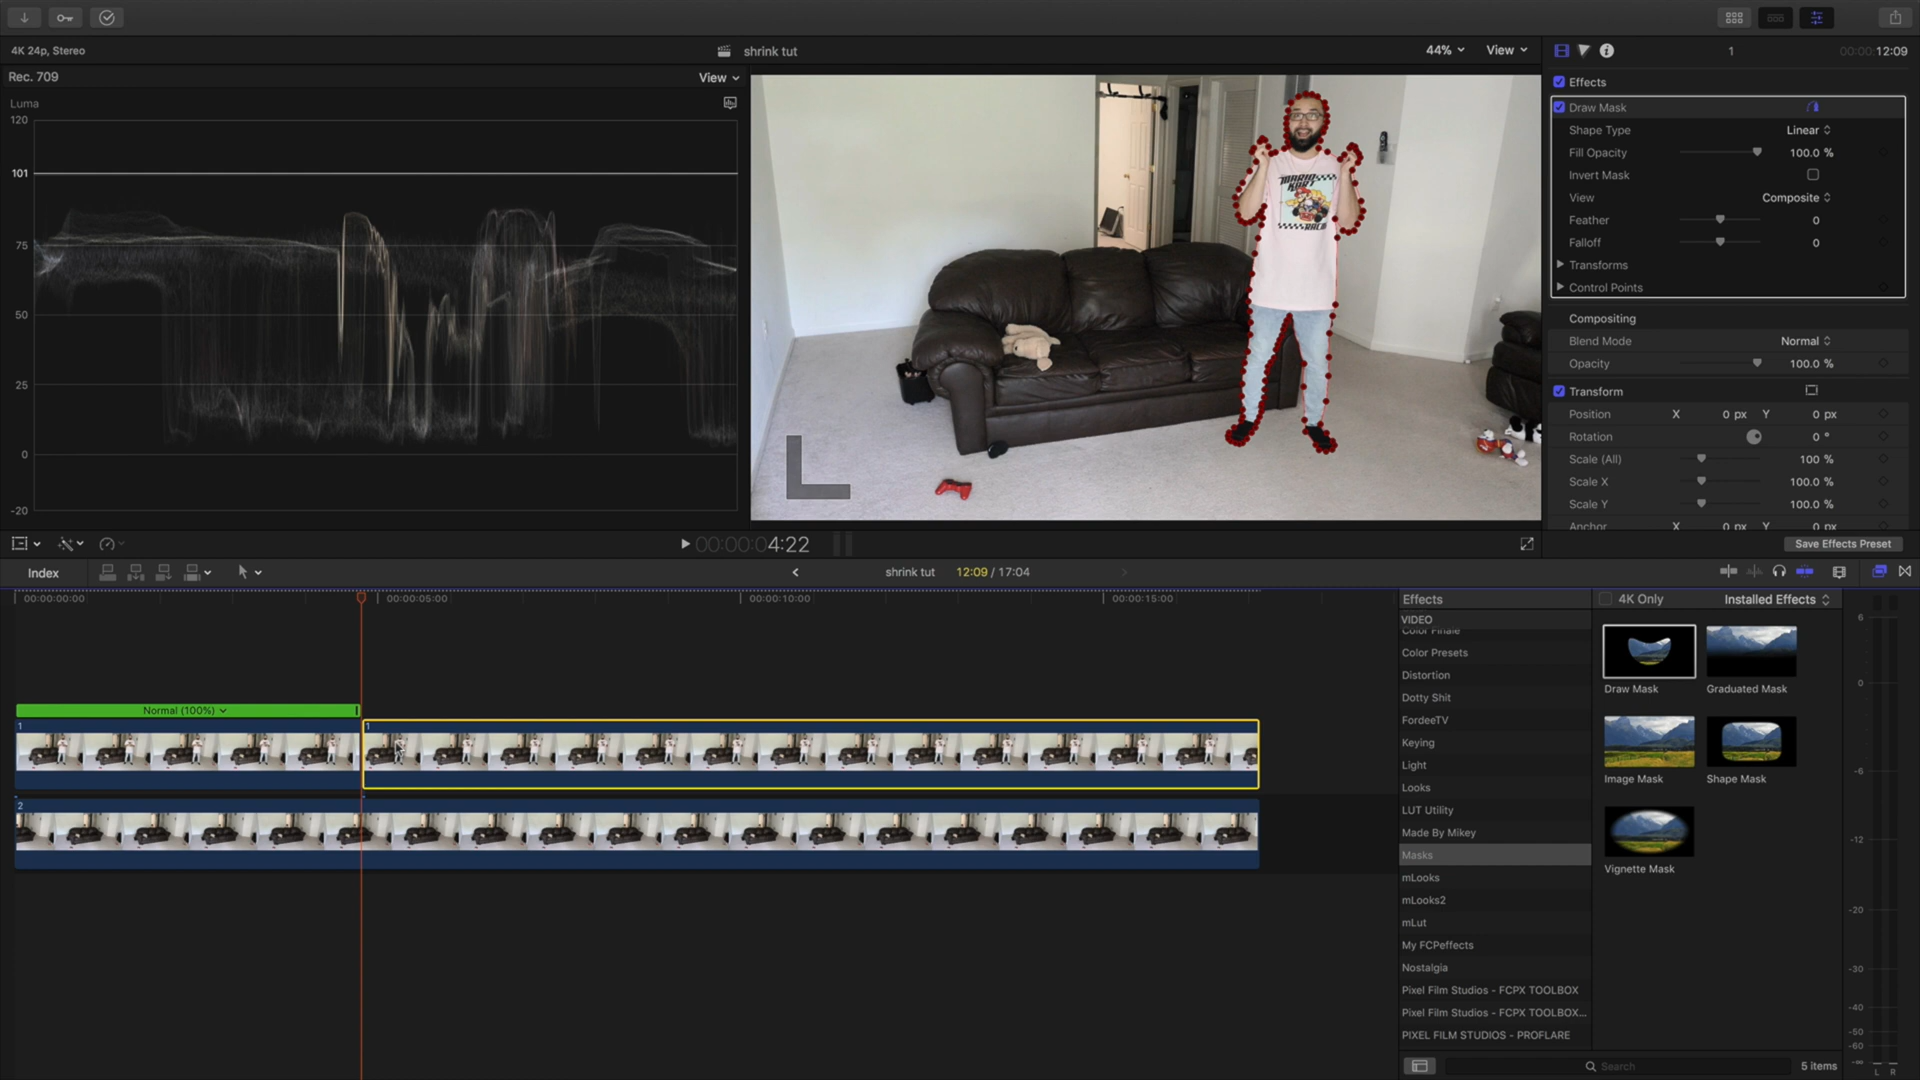 4K 24p, Stereo
shrink tut
44%
View
1
00:00:00:12:09
Rec. 709
View
Luma
120
101
75
50
25
0
-20
MARIO
KART
Effects
Draw Mask
Shape Type
Linear
Fill Opacity
100.0 %
Invert Mask
View
Composite
Feather
0
Falloff
0
Transforms
Control Points
Compositing
Blend Mode
Normal
Opacity
100.0 %
Transform
Position
X
0 px
Y
0 px
Rotation
0 °
Scale (All)
100 %
Scale X
100.0 %
Scale Y
100.0 %
Anchor
X
0 px
Y
0 px
Save Effects Preset
00:00:04:22
Index
shrink tut
12:09 / 17:04
00:00:00:00
00:00:05:00
00:00:10:00
00:00:15:00
Normal (100%)
1
1
2
Effects
4K Only
Installed Effects
VIDEO
Color Finale
Color Presets
Distortion
Dotty Shit
FordeeTV
Keying
Light
Looks
LUT Utility
Made By Mikey
Masks
mLooks
mLooks2
mLut
My FCPeffects
Nostalgia
Pixel Film Studios - FCPX TOOLBOX
Pixel Film Studios - FCPX TOOLBOX...
PIXEL FILM STUDIOS - PROFLARE
Draw Mask
Graduated Mask
Image Mask
Shape Mask
Vignette Mask
Search
5 items
6
0
-6
-12
-20
-30
-40
-50
-60
-∞
L
R